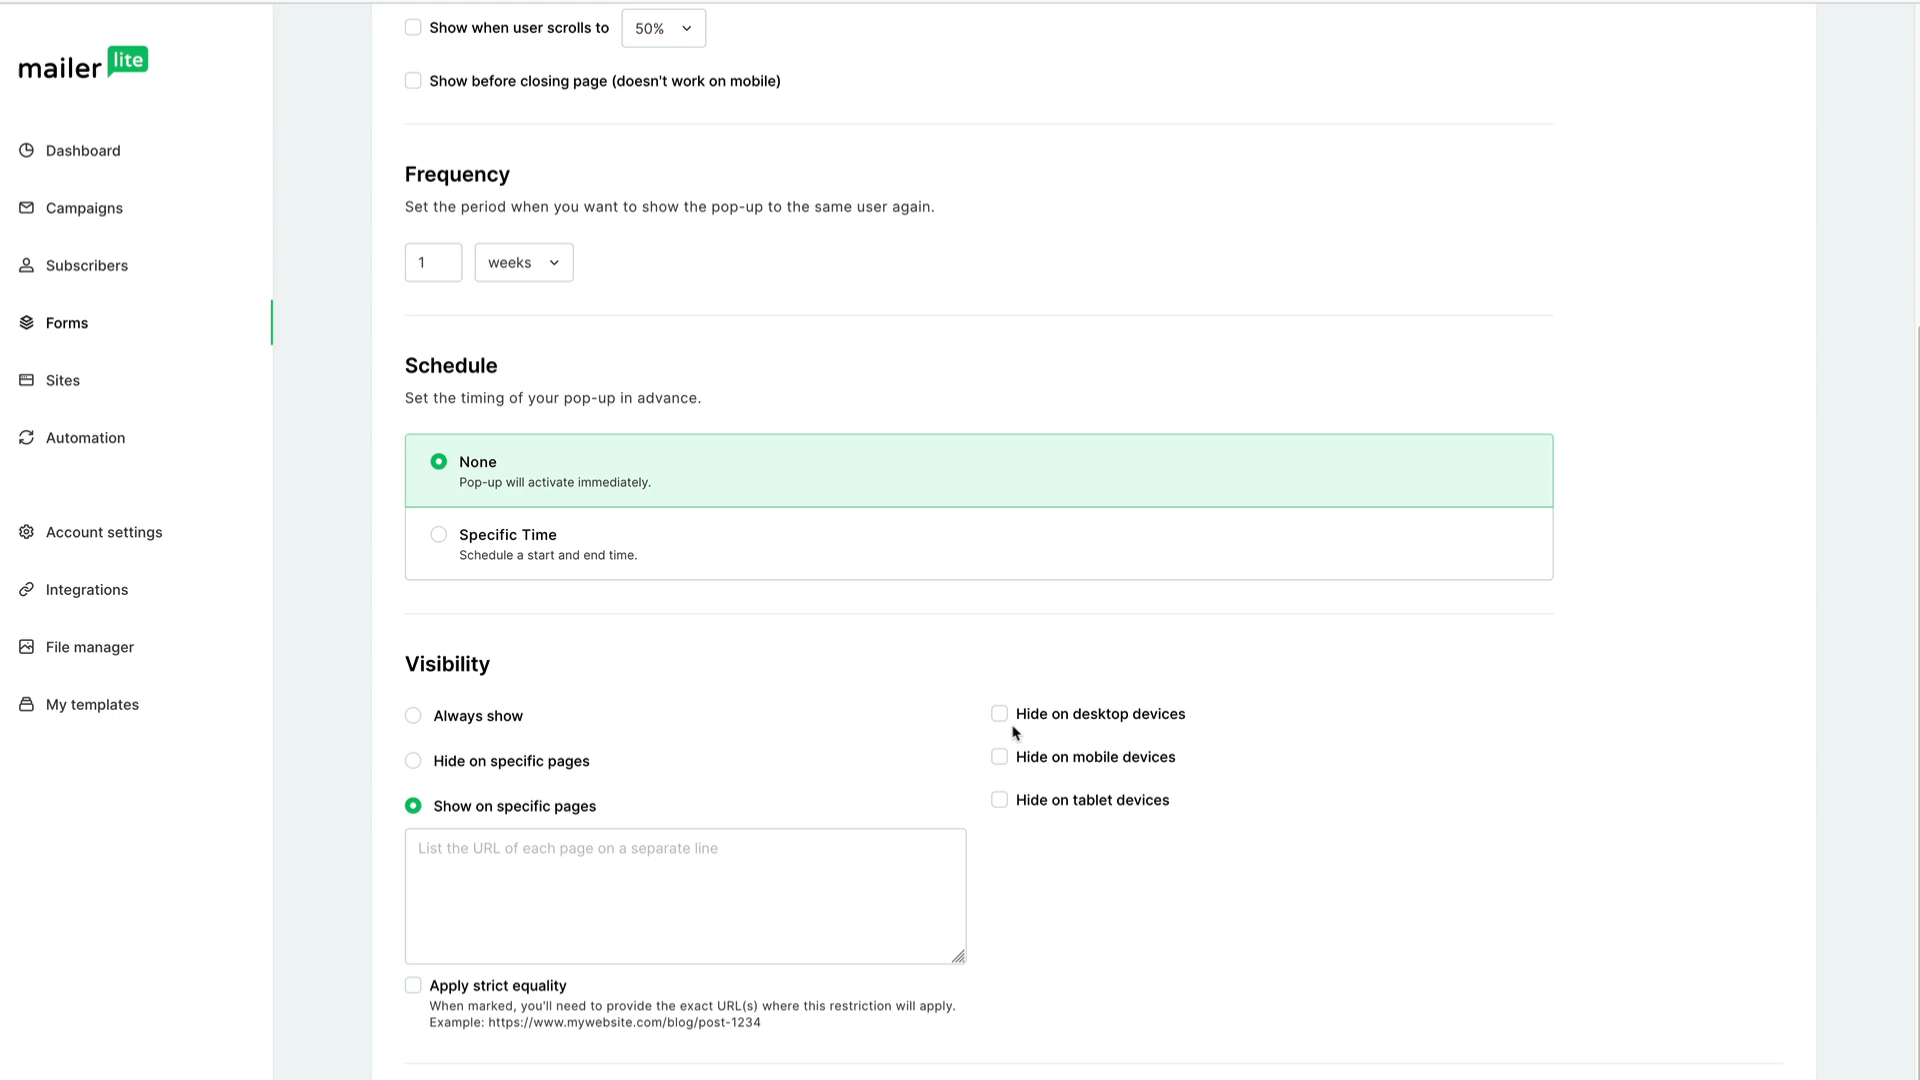 mailer lite
Dashboard
Campaigns
Subscribers
Forms
Sites
Automation
Account settings
Integrations
File manager
My templates
Show when user scrolls to 50%
Show before closing page (doesn't work on mobile)
Frequency
Set the period when you want to show the pop-up to the same user again.
1 weeks
Schedule
Set the timing of your pop-up in advance.
None
Pop-up will activate immediately.
Specific Time
Schedule a start and end time.
Visibility
Always show
Hide on specific pages
Show on specific pages
List the URL of each page on a separate line
Apply strict equality
When marked, you'll need to provide the exact URL(s) where this restriction will apply.
Example: https://www.mywebsite.com/blog/post-1234
Hide on desktop devices
Hide on mobile devices
Hide on tablet devices